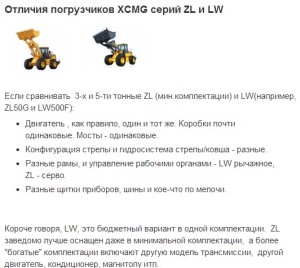 Отличия погрузчиков XCMG серий ZL и LW
Если сравнивать 3-х и 5-ти тонные ZL (мин.комплектации) и LW(например,
ZL50G и LW500F):
Двигатель , как правило, один и тот же. Коробки почти
одинаковые. Мосты - одинаковые.
Конфигурация стрелы и гидросистема стрелы/ковша - разные.
Разные рамы, и управление рабочими органами - LW рычажное,
ZL - серво.
Разные щитки приборов, шины и кое-что по мелочи.
Короче говоря, LW, это бюджетный вариант в одной комплектации. ZL
заведомо лучше оснащен даже в минимальной комплектации, а более
"богатые" комплектации включают другую модель трансмиссии, другой
двигатель, кондиционер, магнитолу итп.